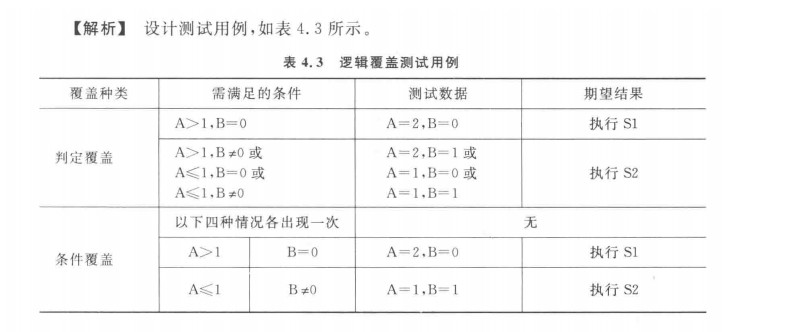 【解析】 设计测试用例,如表 4.3 所示。
表 4.3 逻辑覆盖测试用例
覆盖种类 需满足的条件 测试数据 期望结果
判定覆盖
A>1,B=0 A=2,B=0 执行 S1
A>1,B≠0 或
A≤1,B=0 或
A≤1,B≠0
A=2,B=1 或
A=1,B=0 或
A=1,B=1
执行 S2
条件覆盖
以下四种情况各出现一次 无
A>1 B=0 A=2,B=0 执行 S1
A≤1 B≠0 A=1,B=1 执行 S2